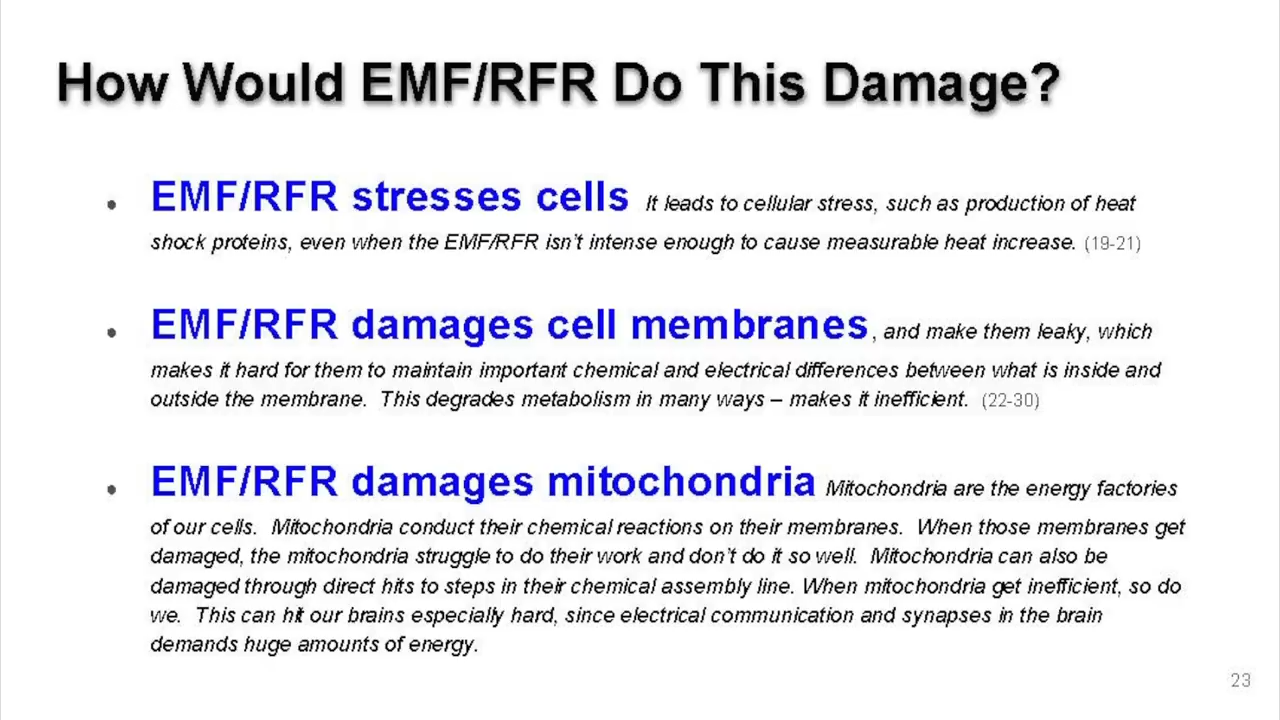 How Would EMF/RFR Do This Damage?
• EMF/RFR stresses cells It leads to cellular stress, such as production of heat
shock proteins, even when the EMF/RFR isn't intense enough to cause measurable heat increase. (19-21)
• EMF/RFR damages cell membranes, and make them leaky, which
makes it hard for them to maintain important chemical and electrical differences between what is inside and
outside the membrane. This degrades metabolism in many ways – makes it inefficient. (22-30)
• EMF/RFR damages mitochondria Mitochondria are the energy factories
of our cells. Mitochondria conduct their chemical reactions on their membranes. When those membranes get
damaged, the mitochondria struggle to do their work and don't do it so well. Mitochondria can also be
damaged through direct hits to steps in their chemical assembly line. When mitochondria get inefficient, so do
we. This can hit our brains especially hard, since electrical communication and synapses in the brain
demands huge amounts of energy.
23